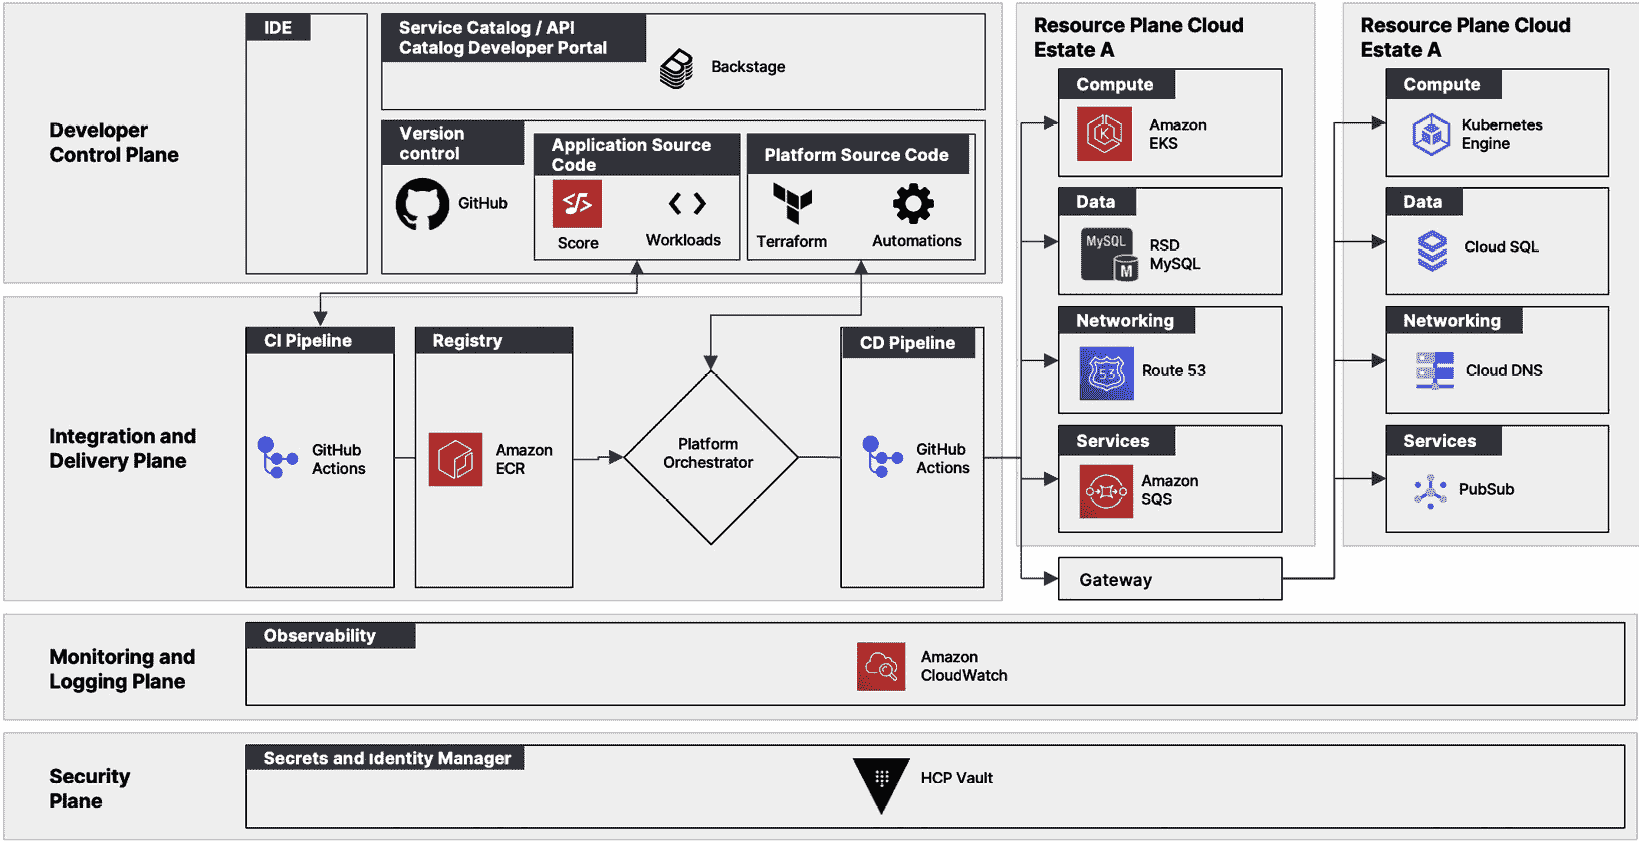 Developer
Control Plane
IDE
Service Catalog / API
Catalog Developer Portal
Backstage
Version
control
GitHub
Application Source
Code
Score
Workloads
Platform Source Code
Terraform
Automations
Integration and
Delivery Plane
CI Pipeline
GitHub
Actions
Registry
Amazon
ECR
Platform
Orchestrator
CD Pipeline
GitHub
Actions
Resource Plane Cloud
Estate A
Compute
Amazon
EKS
Data
MySQL
M
RSD
MySQL
Networking
53
Route 53
Services
Amazon
SQS
Gateway
Resource Plane Cloud
Estate A
Compute
Kubernetes
Engine
Data
Cloud SQL
Networking
Cloud DNS
Services
PubSub
Monitoring and
Logging Plane
Observability
Amazon
CloudWatch
Security
Plane
Secrets and Identity Manager
HCP Vault